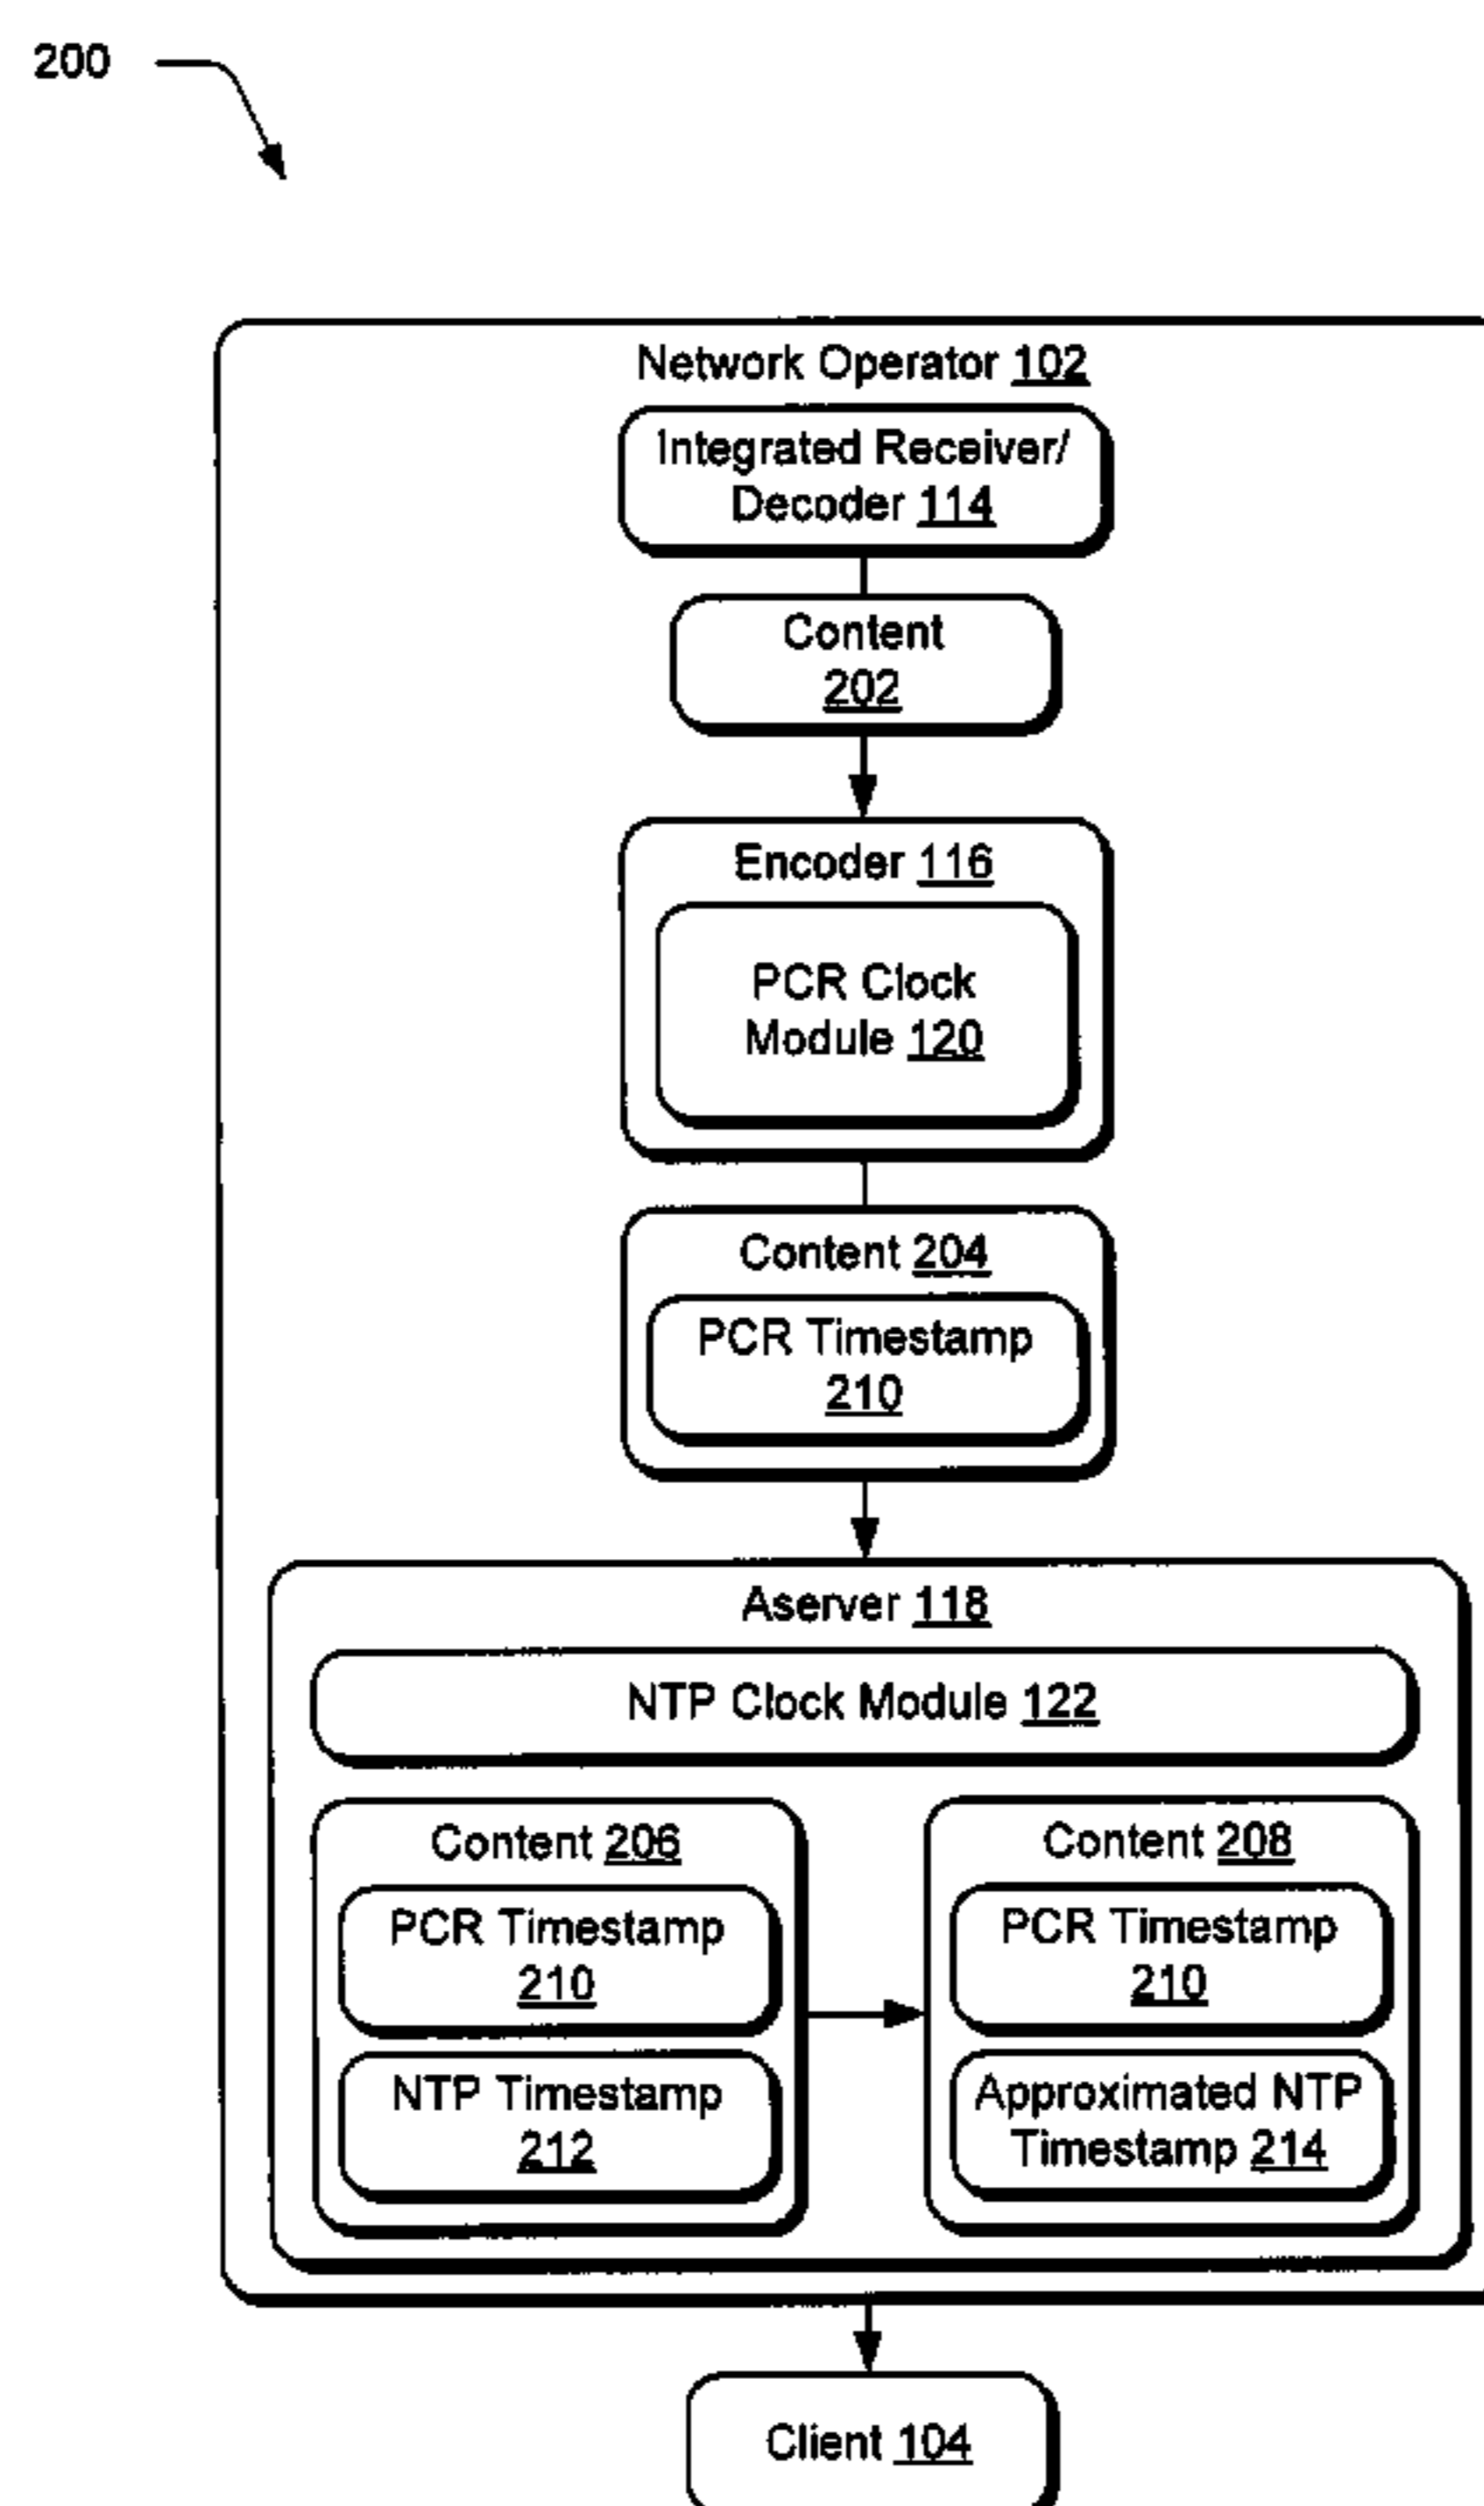 200
Network Operator 102
Integrated Receiver/
Decoder 114
Content
202
Encoder 116
PCR Clock
Module 120
Content 204
PCR Timestamp
210
Aserver 118
NTP Clock Module 122
Content 206
PCR Timestamp
210
NTP Timestamp
212
Content 208
PCR Timestamp
210
Approximated NTP
Timestamp 214
Client 104